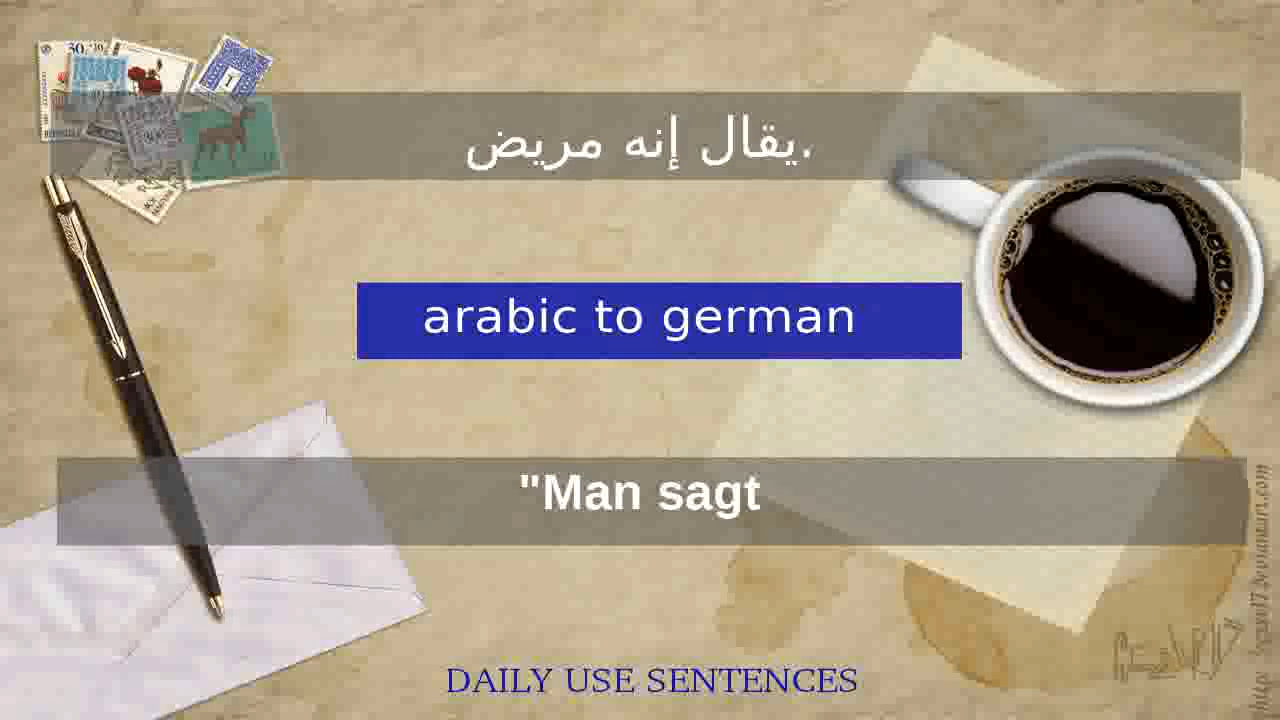 يقال إنه مريض.
arabic to german
"Man sagt
DAILY USE SENTENCES